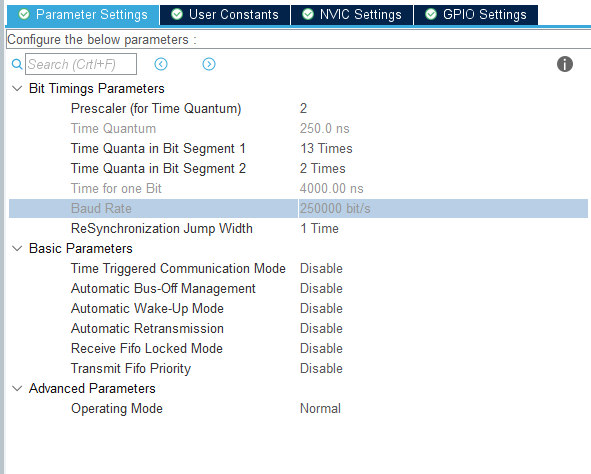 Parameter Settings User Constants NVIC Settings GPIO Settings
Configure the below parameters :
Search (Crtl+F)
Bit Timings Parameters
Prescaler (for Time Quantum) 2
Time Quantum 250.0 ns
Time Quanta in Bit Segment 1 13 Times
Time Quanta in Bit Segment 2 2 Times
Time for one Bit 4000.00 ns
Baud Rate 250000 bit/s
ReSynchronization Jump Width 1 Time
Basic Parameters
Time Triggered Communication Mode Disable
Automatic Bus-Off Management Disable
Automatic Wake-Up Mode Disable
Automatic Retransmission Disable
Receive Fifo Locked Mode Disable
Transmit Fifo Priority Disable
Advanced Parameters
Operating Mode Normal